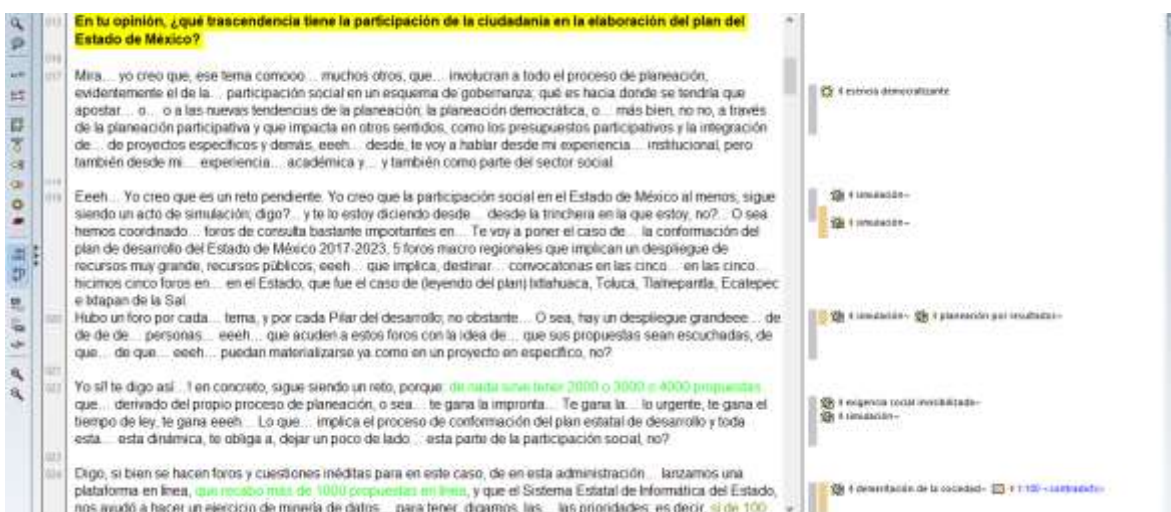 En tu opinión, ¿qué trascendencia tiene la participación de la ciudadanía en la elaboración del plan del
Estado de México?
Mira... yo creo que, ese tema comooo... muchos otros, que... involucran a todo el proceso de planeación,
evidentemente el de la... participación social en un esquema de gobernanza; qué es hacia donde se tendría que
apostar... o... o a las nuevas tendencias de la planeación; la planeación democrática, o... más bien, no no, a través
de la planeación participativa y que impacta en otros sentidos, como los presupuestos participativos y la integración
de... de proyectos específicos y demás, eeeh... desde, te voy a hablar desde mi experiencia... institucional, pero
también desde mi... experiencia... académica y... y también como parte del sector social.
4 esencia democratizante
Eeeh... Yo creo que es un reto pendiente. Yo creo que la participación social en el Estado de México al menos, sigue
siendo un acto de simulación; digo?... y te lo estoy diciendo desde... desde la trinchera en la que estoy, no?... O sea
hemos coordinado... foros de consulta bastante importantes en... Te voy a poner el caso de... la conformación del
plan de desarrollo del Estado de México 2017-2023, 5 foros macro regionales que implican un despliegue de
recursos muy grande, recursos públicos, eeeh... que implica, destinar... convocatorias en las cinco... en las cinco...
hicimos cinco foros en... en el Estado, que fue el caso de (leyendo del plan) Ixtlahuaca, Toluca, Tlalnepantla, Ecatepec
e Ixtapan de la Sal.
4 simulación~
4 simulación~
Hubo un foro por cada... tema, y por cada Pilar del desarrollo; no obstante... O sea, hay un despliegue grandeee... de
de de de... personas... eeeh... que acuden a estos foros con la idea de... que sus propuestas sean escuchadas, de
que... de que... eeeh... puedan materializarse ya como en un proyecto en específico, no?
4 simulación~ 4 planeación por resultados~
Yo sí! te digo así...! en concreto, sigue siendo un reto, porque: de nada sirve tener 2000 o 3000 o 4000 propuestas
que... derivado del propio proceso de planeación, o sea... te gana la impronta... Te gana la... lo urgente, te gana el
tiempo de ley, te gana eeeh... Lo que... implica el proceso de conformación del plan estatal de desarrollo y toda
esta... esta dinámica, te obliga a, dejar un poco de lado... esta parte de la participación social, no?
4 exigencia social invisibilizada~
4 simulación~
Digo, si bien se hacen foros y cuestiones inéditas para en este caso, de en esta administración... lanzamos una
plataforma en línea, que recabo más de 1000 propuestas en línea, y que el Sistema Estatal de Informática del Estado,
nos ayudó a hacer un ejercicio de minería de datos... para tener, digamos, las... las prioridades; es decir, si de 100
4 desmeritación de la sociedad~